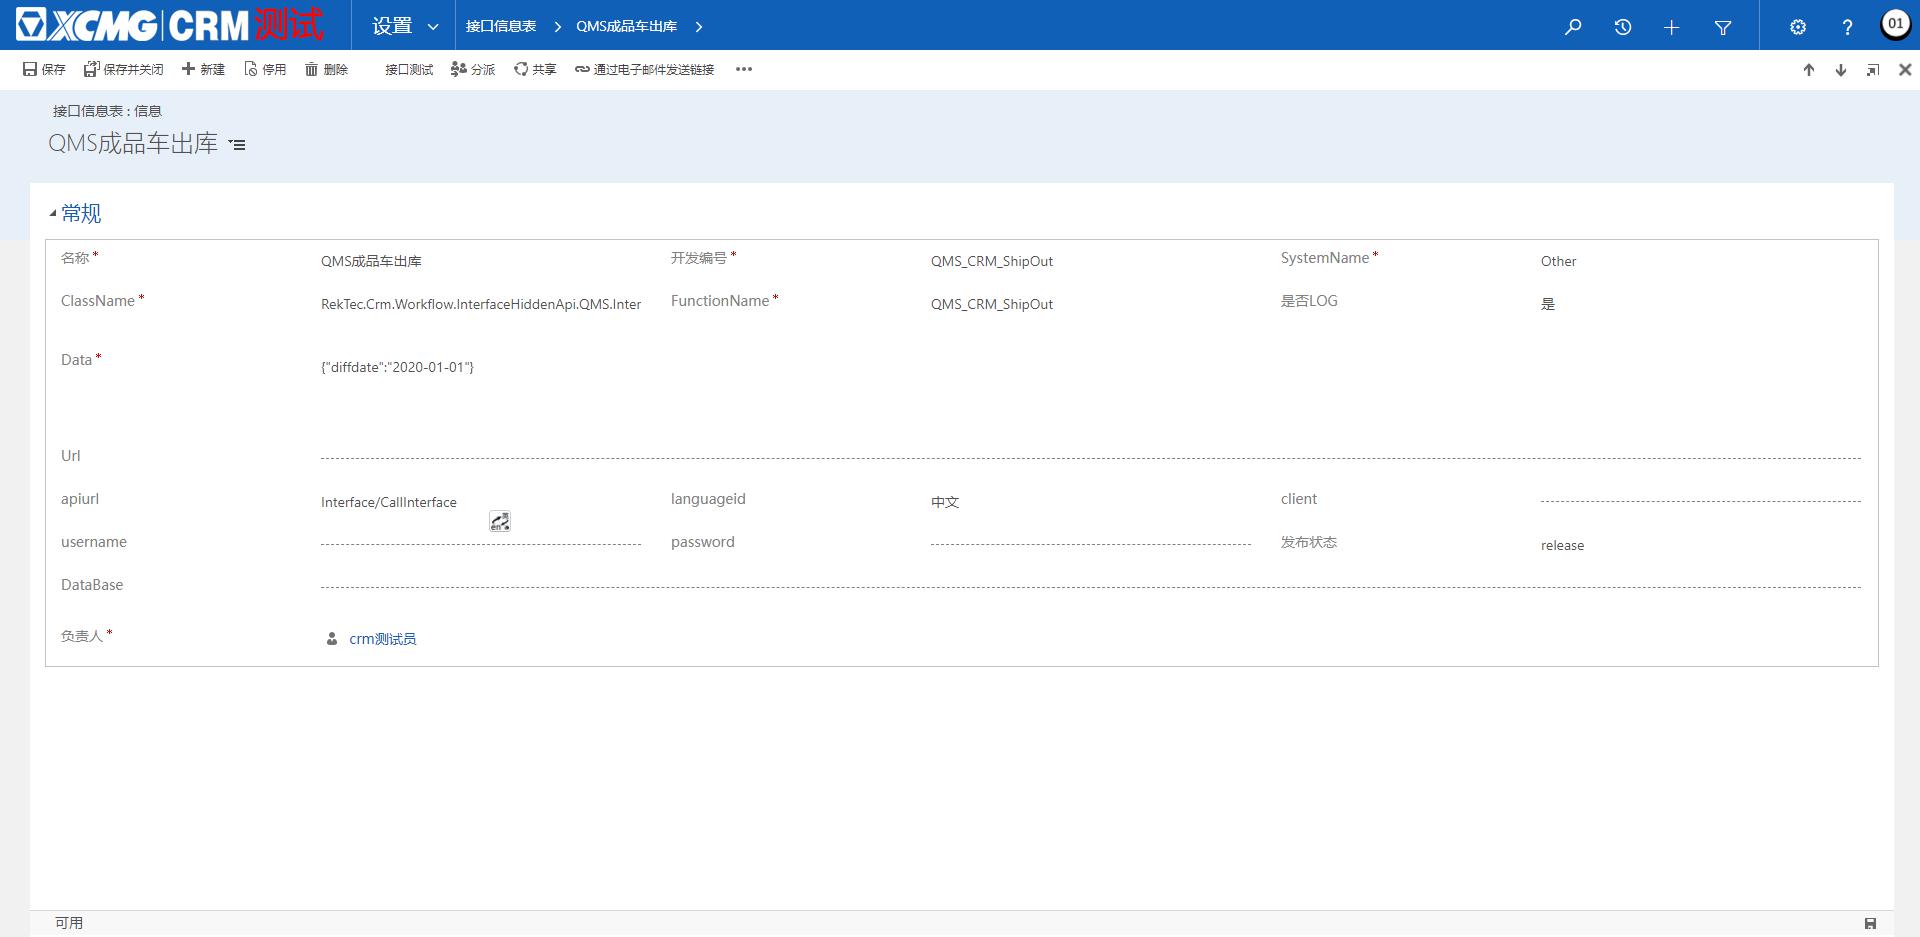 XCMG CRM 测试 设置 接口信息表 QMS成品车出库 01
保存 保存并关闭 新建 停用 删除 接口测试 分派 共享 通过电子邮件发送链接
接口信息表 : 信息
QMS成品车出库
常规
名称* QMS成品车出库 开发编号* QMS_CRM_ShipOut SystemName* Other
ClassName* RekTec.Crm.Workflow.InterfaceHiddenApi.QMS.Inter FunctionName* QMS_CRM_ShipOut 是否LOG 是
Data* {"diffdate":"2020-01-01"}
Url
apiurl Interface/CallInterface languageid 中文 client
username password 发布状态 release
DataBase
负责人* crm测试员
可用